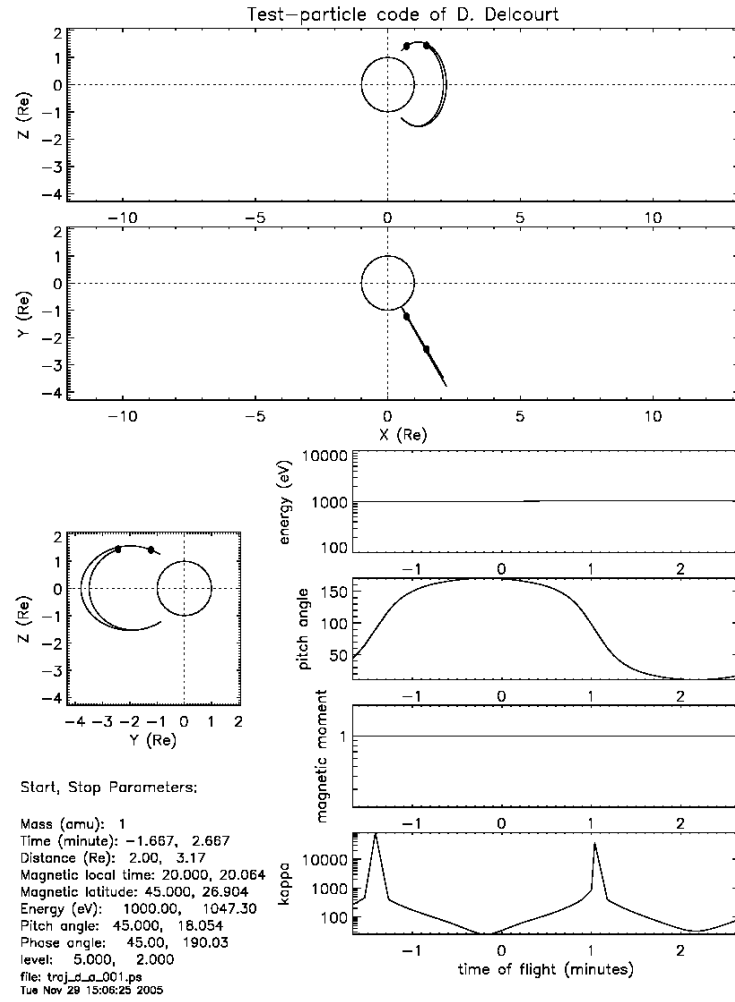 Test-particle code of D. Delcourt
2
1
0
-1
-2
-3
-4
Z (Re)
-10 -5 0 5 10
2
1
0
-1
-2
-3
-4
Y (Re)
-10 -5 0 5 10
X (Re)
2
1
0
-1
-2
-3
-4
Z (Re)
-4 -3 -2 -1 0 1 2
Y (Re)
10000
1000
100
energy (eV)
-1 0 1 2
150
100
50
pitch angle
-1 0 1 2
1
magnetic moment
-1 0 1 2
10000
1000
100
kappa
-1 0 1 2
time of flight (minutes)
Start, Stop Parameters:
Mass (amu): 1
Time (minute): -1.667, 2.667
Distance (Re): 2.00, 3.17
Magnetic local time: 20.000, 20.064
Magnetic latitude: 45.000, 26.904
Energy (eV): 1000.00, 1047.30
Pitch angle: 45.000, 18.054
Phase angle: 45.00, 190.03
level: 5.000, 2.000
file: traj_d_a_001.ps
Tue Nov 29 15:06:25 2005